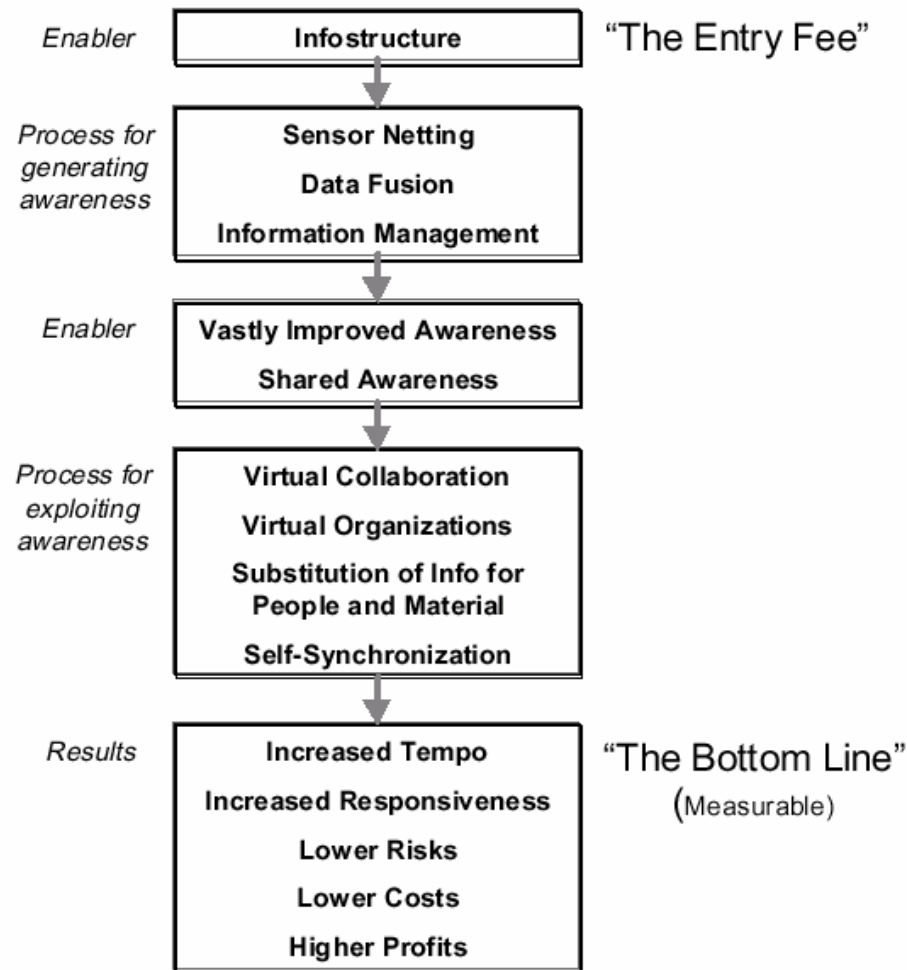 Enabler
Infostructure
“The Entry Fee”
Process for
generating
awareness
Sensor Netting
Data Fusion
Information Management
Enabler
Vastly Improved Awareness
Shared Awareness
Process for
exploiting
awareness
Virtual Collaboration
Virtual Organizations
Substitution of Info for
People and Material
Self-Synchronization
Results
Increased Tempo
Increased Responsiveness
Lower Risks
Lower Costs
Higher Profits
“The Bottom Line”
(Measurable)